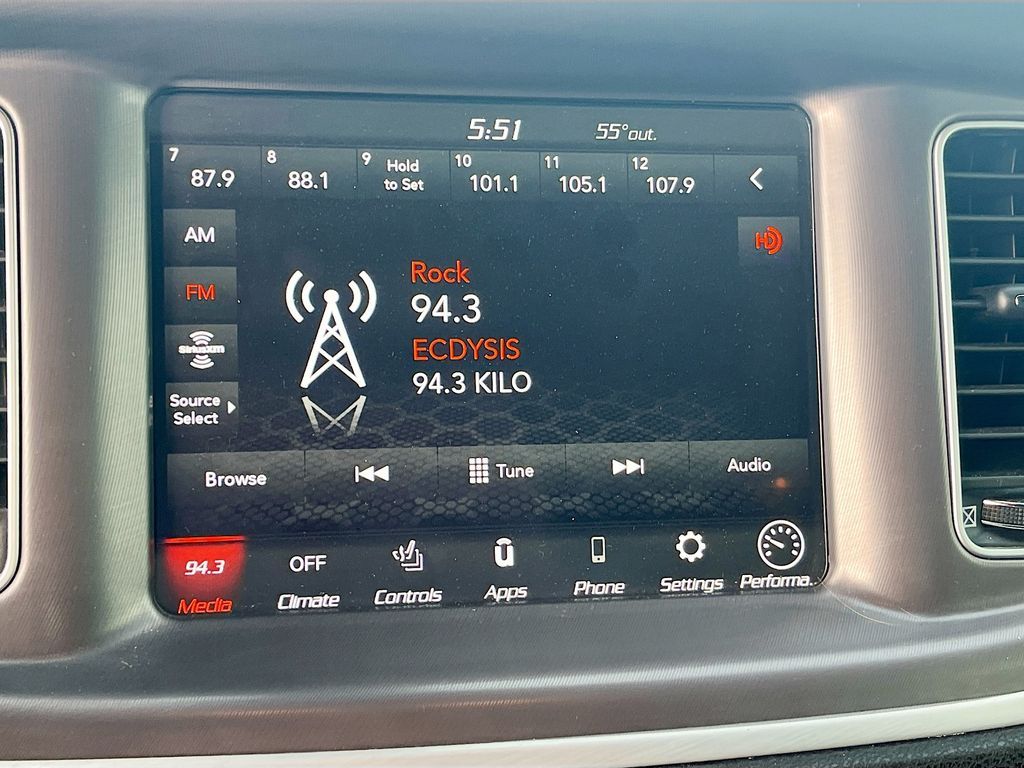 5:51 55°out.
7 87.9 8 88.1 9 Hold to Set 10 101.1 11 105.1 12 107.9
AM
HD
FM
Rock
94.3
SiriusXM
ECDYSIS
94.3 KILO
Source
Select
Browse Tune Audio
94.3 OFF
Media Climate Controls Apps Phone Settings Performa..